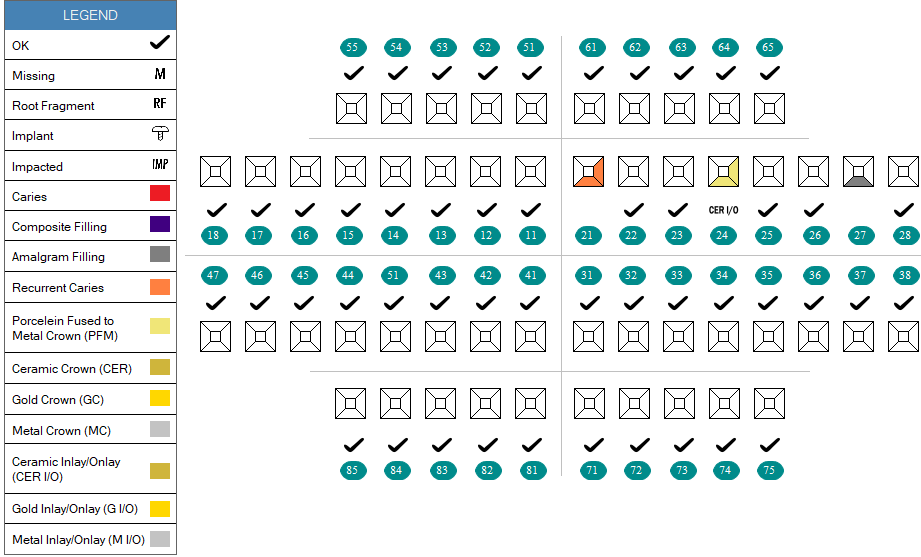 LEGEND
OK
Missing M
Root Fragment RF
Implant
Impacted IMP
Caries
Composite Filling
Amalgram Filling
Recurrent Caries
Porcelein Fused to
Metal Crown (PFM)
Ceramic Crown (CER)
Gold Crown (GC)
Metal Crown (MC)
Ceramic Inlay/Onlay
(CER I/O)
Gold Inlay/Onlay (G I/O)
Metal Inlay/Onlay (M I/O)
55 54 53 52 51 61 62 63 64 65
CER I/O
18 17 16 15 14 13 12 11 21 22 23 24 25 26 27 28
47 46 45 44 51 43 42 41 31 32 33 34 35 36 37 38
85 84 83 82 81 71 72 73 74 75